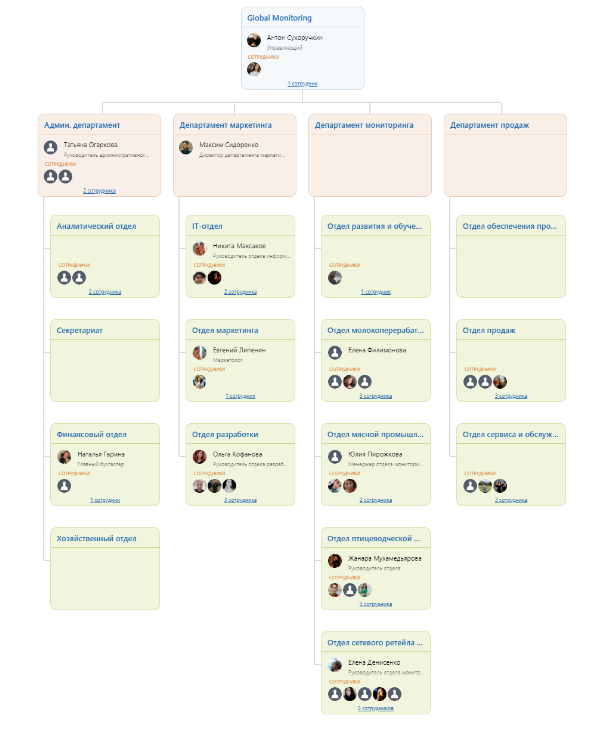 Global Monitoring
Антон Сухоручкин
Управляющий
СОТРУДНИКИ
1 сотрудник
Админ. департамент
Татьяна Огаркова
Руководитель административног...
СОТРУДНИКИ
2 сотрудника
Департамент маркетинга
Максим Сидоренко
Директор департамента маркети...
Департамент мониторинга
Департамент продаж
Аналитический отдел
СОТРУДНИКИ
2 сотрудника
IT-отдел
Никита Максаков
Руководитель отдела информ...
СОТРУДНИКИ
2 сотрудника
Отдел развития и обуче...
СОТРУДНИКИ
1 сотрудник
Отдел обеспечения про...
Секретариат
Отдел маркетинга
Евгений Липенин
Маркетолог
СОТРУДНИКИ
1 сотрудник
Отдел молокоперерабат...
Елена Филимонова
СОТРУДНИКИ
3 сотрудника
Отдел продаж
СОТРУДНИКИ
3 сотрудника
Финансовый отдел
Наталья Гарина
Главный бухгалтер
СОТРУДНИКИ
1 сотрудник
Отдел разработки
Ольга Кофанова
Руководитель отдела разраб...
СОТРУДНИКИ
3 сотрудника
Отдел мясной промышл...
Юлия Пирожкова
Менеджер отдела монитори...
СОТРУДНИКИ
2 сотрудника
Отдел сервиса и обслуж...
СОТРУДНИКИ
3 сотрудника
Хозяйственный отдел
Отдел птицеводческой ...
Жанара Мухамедьярова
Руководитель отдела
СОТРУДНИКИ
3 сотрудника
Отдел сетевого ретейла ...
Елена Денисенко
Руководитель отдела монито...
СОТРУДНИКИ
5 сотрудников